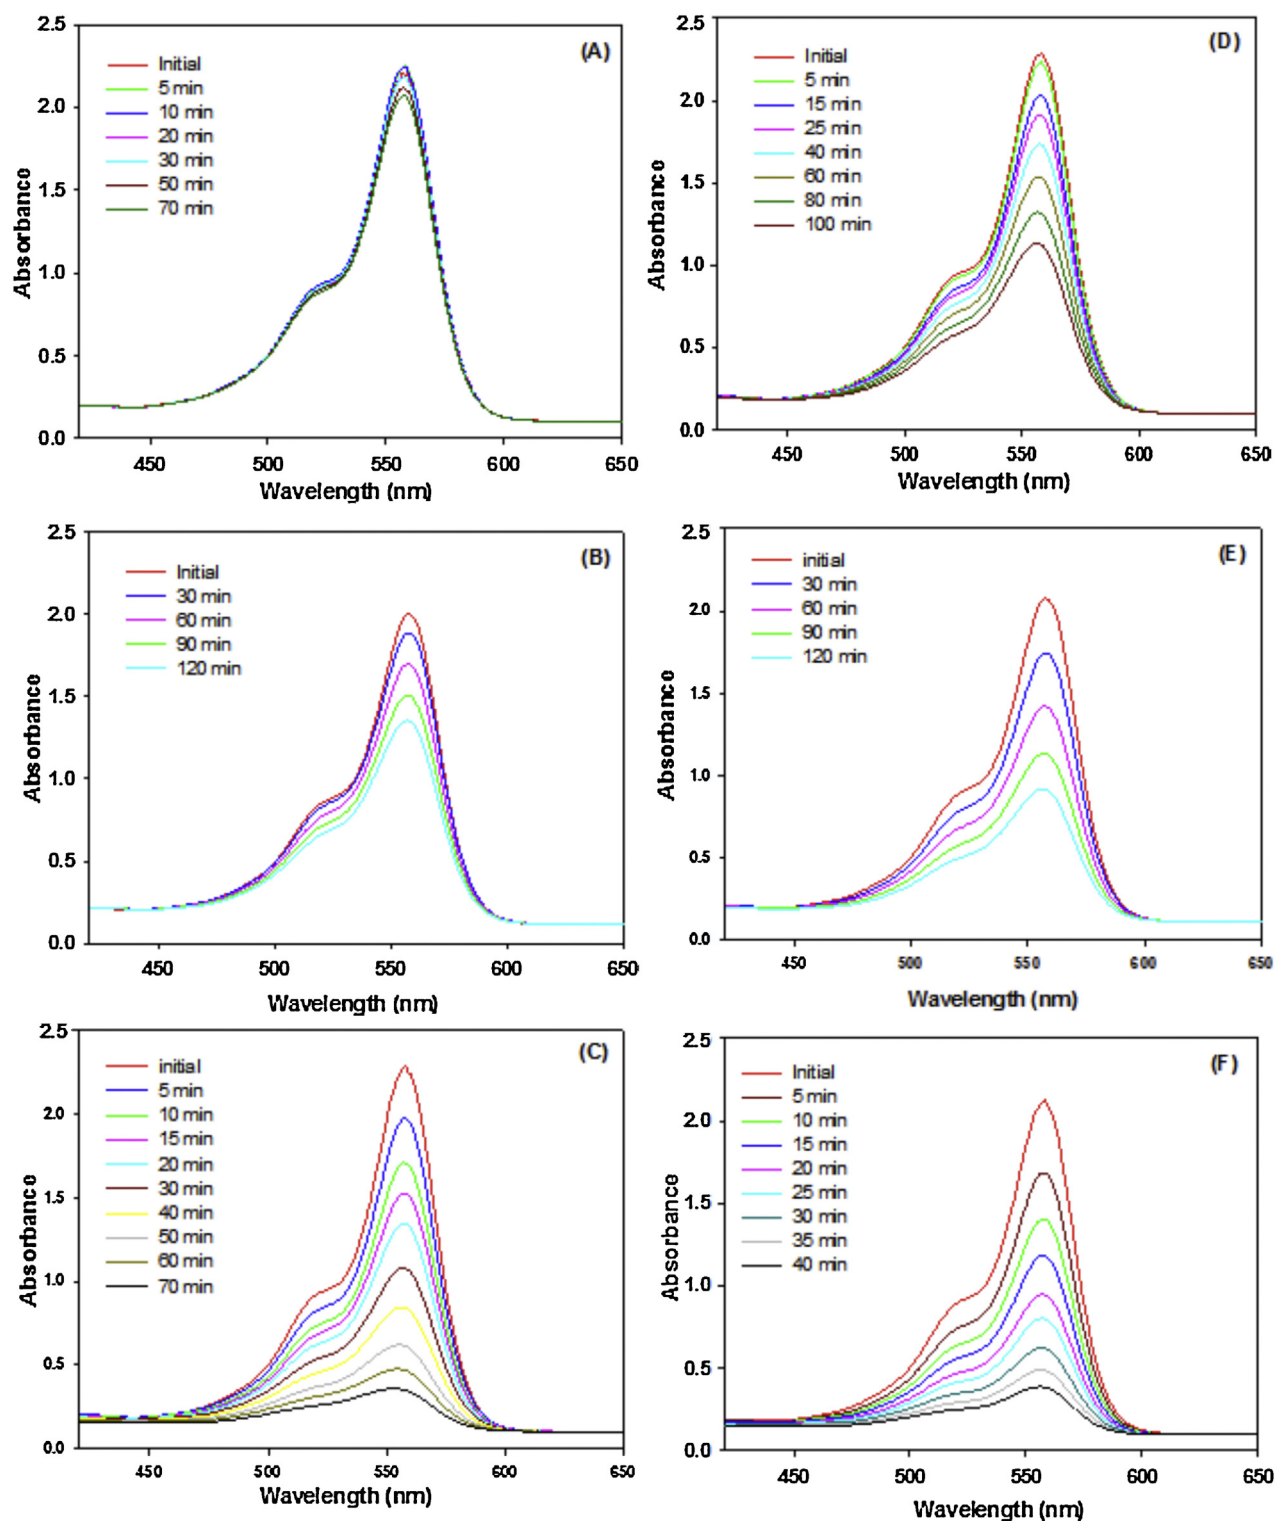 (A)
Initial
5 min
10 min
20 min
30 min
50 min
70 min
2.5
2.0
1.5
1.0
0.5
0.0
Absorbance
450 500 550 600 650
Wavelength (nm)
(D)
Initial
5 min
15 min
25 min
40 min
60 min
80 min
100 min
2.5
2.0
1.5
1.0
0.5
0.0
Absorbance
450 500 550 600 650
Wavelength (nm)
(B)
Initial
30 min
60 min
90 min
120 min
2.5
2.0
1.5
1.0
0.5
0.0
Absorbance
450 500 550 600 650
Wavelength (nm)
(E)
initial
30 min
60 min
90 min
120 min
2.5
2.0
1.5
1.0
0.5
0.0
Absorbance
450 500 550 600 650
Wavelength (nm)
(C)
initial
5 min
10 min
15 min
20 min
30 min
40 min
50 min
60 min
70 min
2.5
2.0
1.5
1.0
0.5
0.0
Absorbance
450 500 550 600 650
Wavelength (nm)
(F)
Initial
5 min
10 min
15 min
20 min
25 min
30 min
35 min
40 min
2.5
2.0
1.5
1.0
0.5
0.0
Absorbance
450 500 550 600 650
Wavelength (nm)